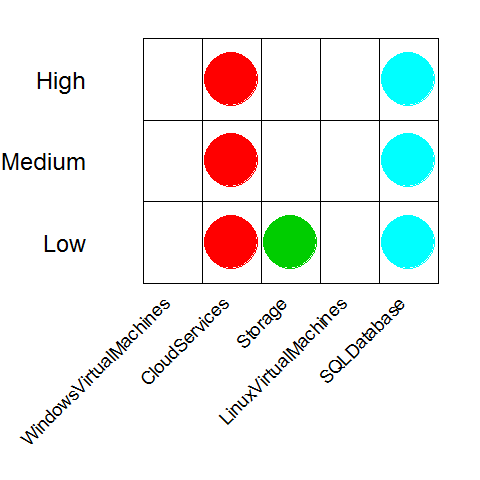 High
Medium
Low
WindowsVirtualMachines
CloudServices
Storage
LinuxVirtualMachines
SQLDatabase